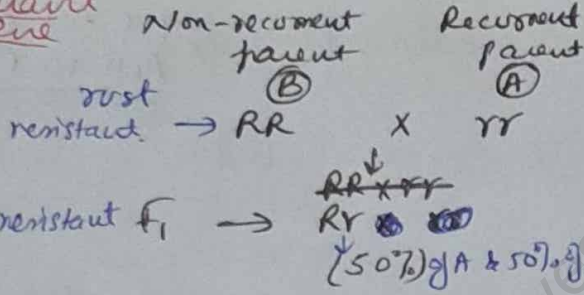 Non-recurrent Recurrent
parent parent
Ⓑ Ⓐ
rust
resistant. → RR x rr
RR x rr
resistant F₁ → Rr
(50%) of A & 50% of